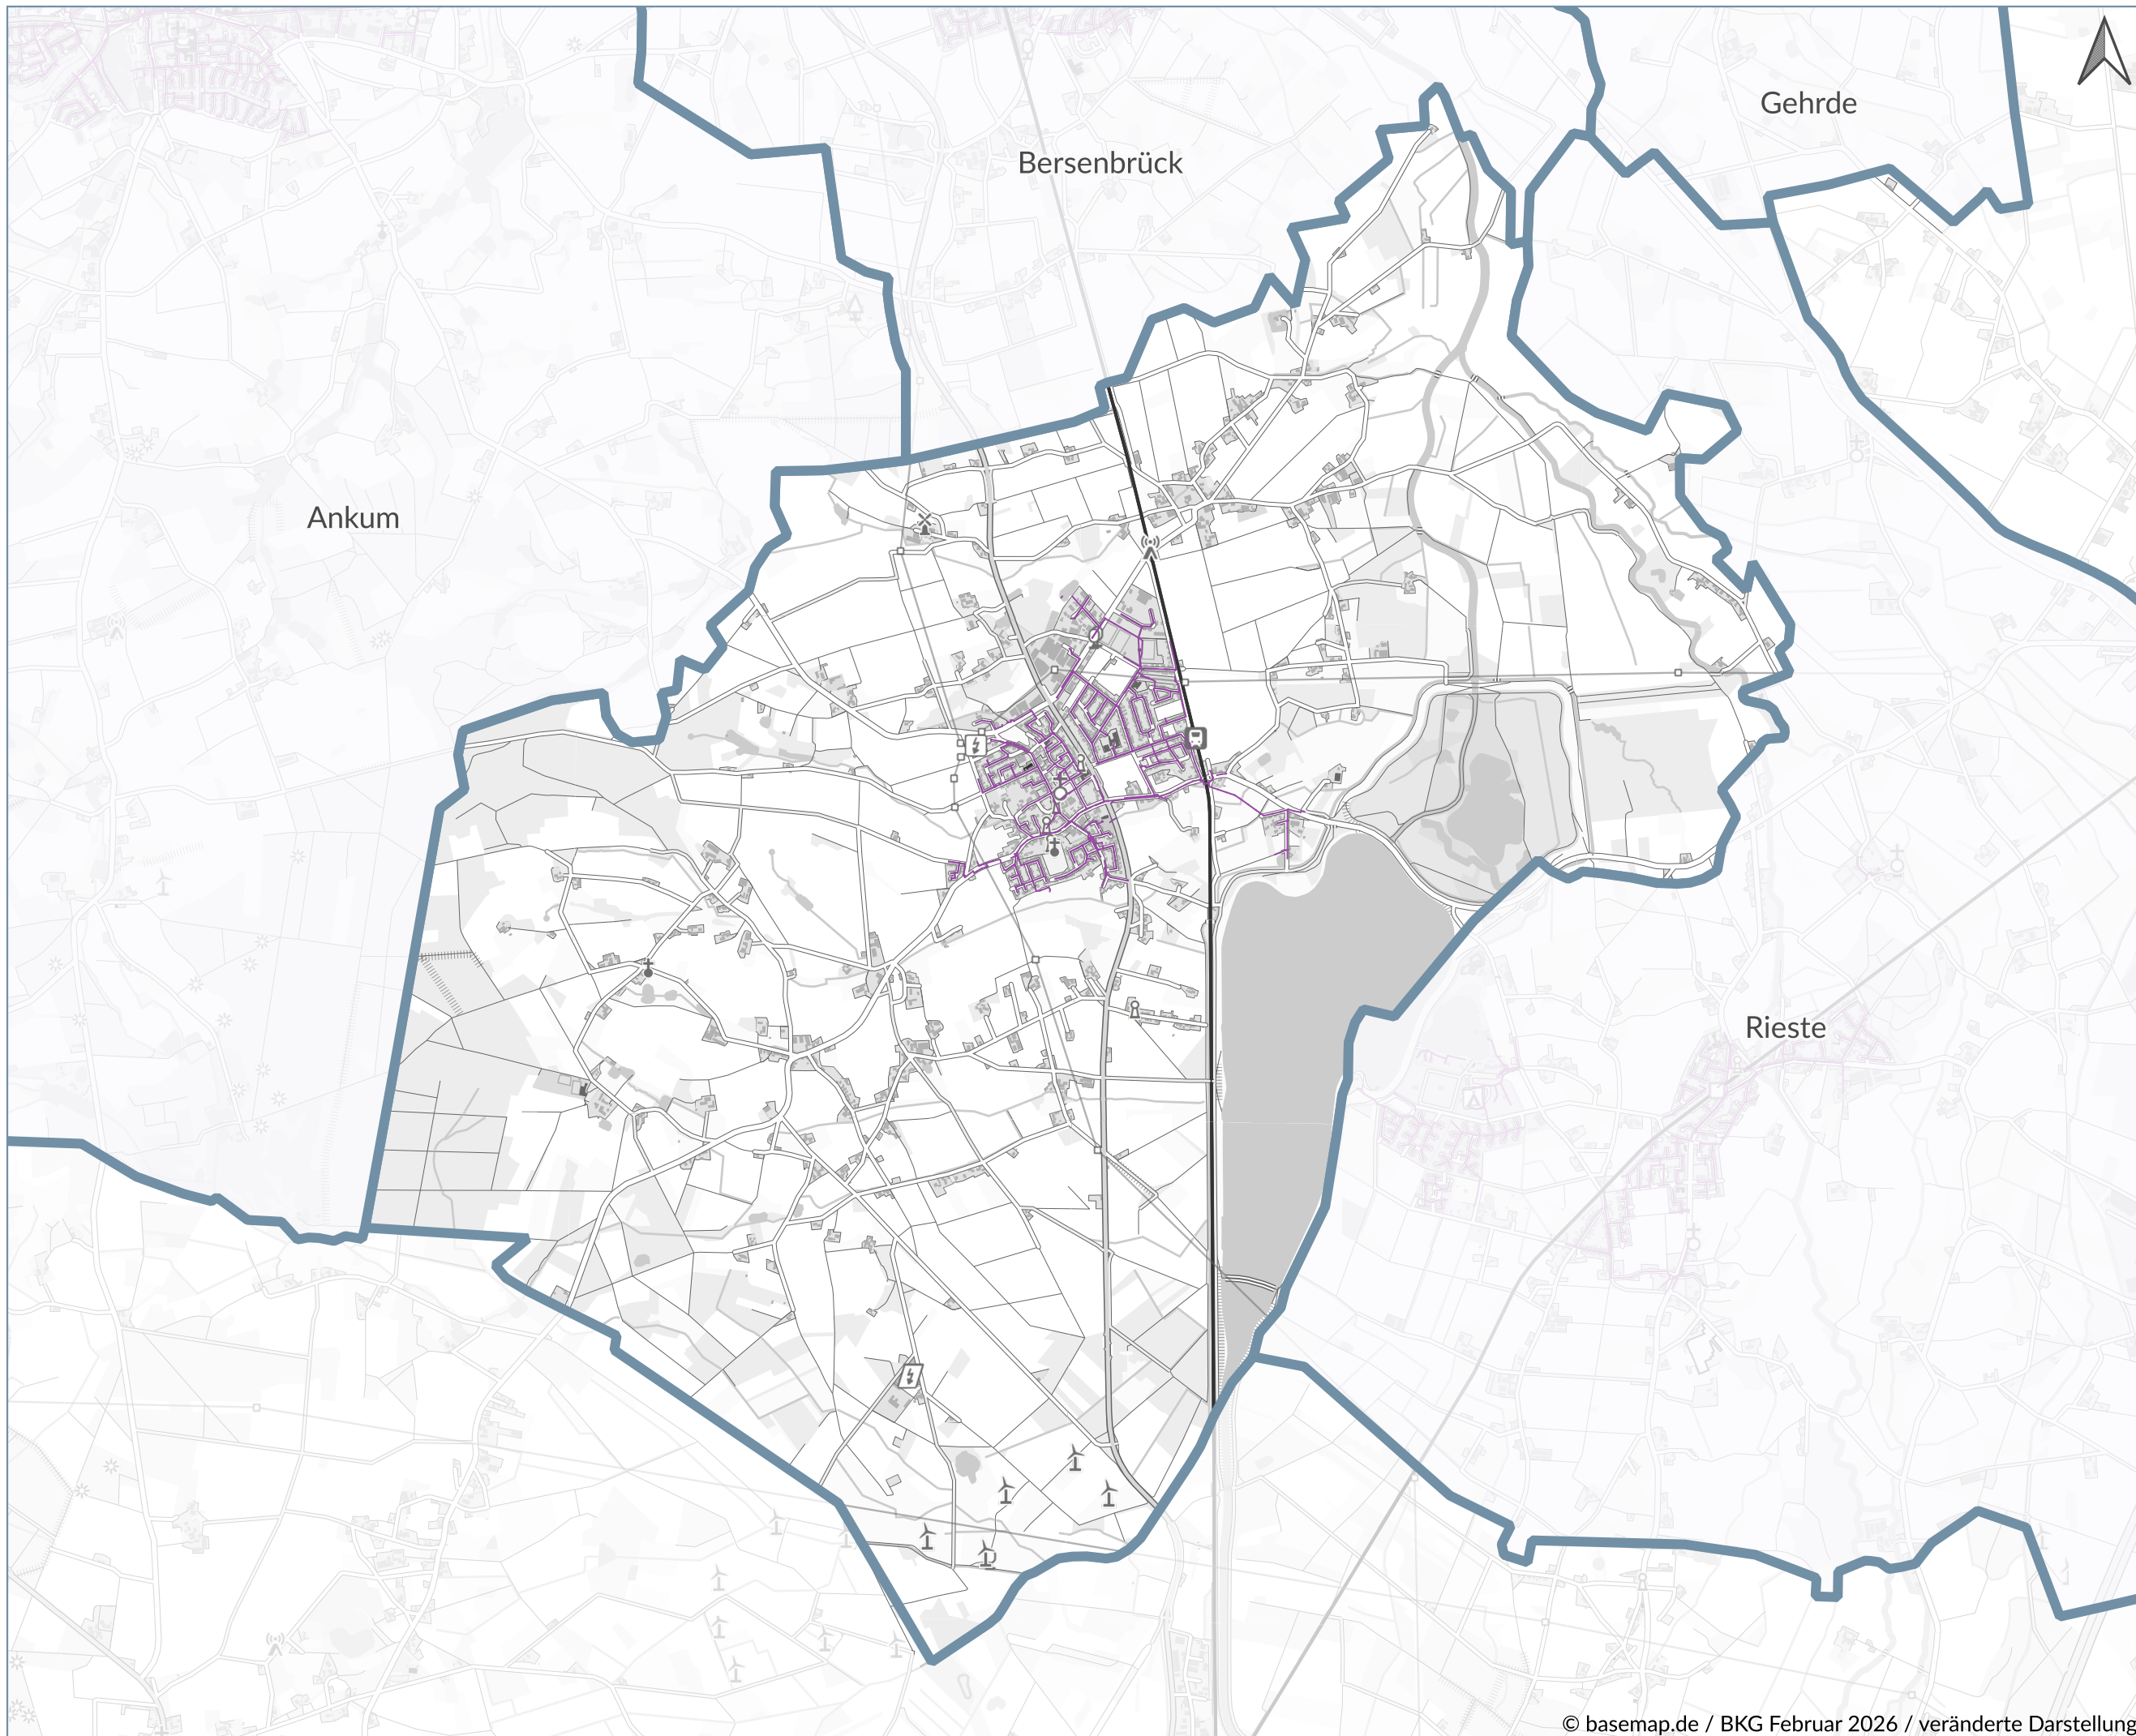 Gehrde
Bersenbrück
Ankum
Rieste
© basemap.de / BKG Februar 2026 / veränderte Darstellung